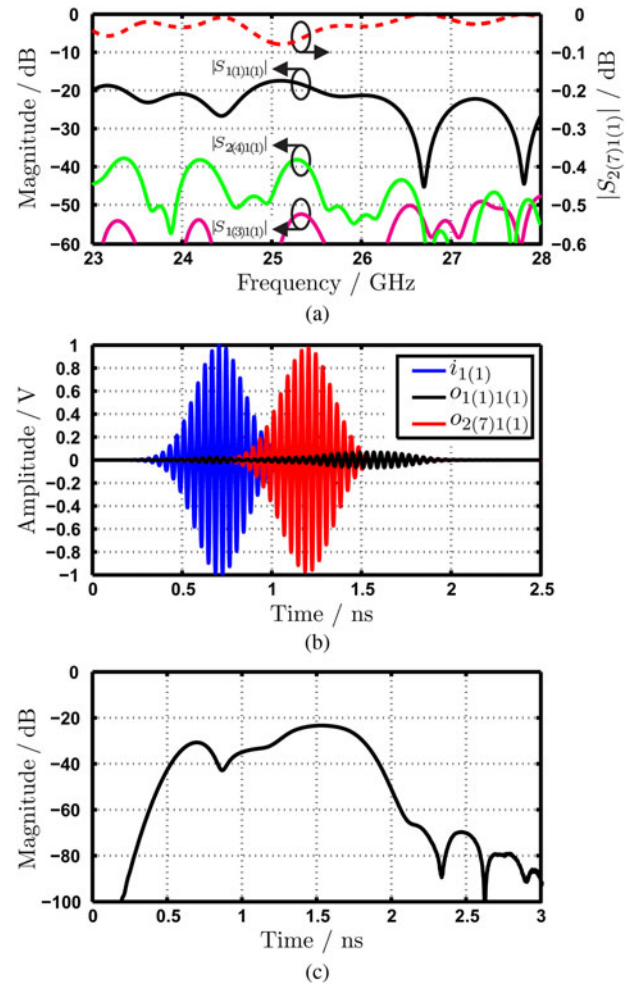 0
−10
−20
−30
−40
−50
−60
Magnitude / dB
|S1(1)1(1)|
|S2(4)1(1)|
|S1(3)1(1)|
0
−0.1
−0.2
−0.3
−0.4
−0.5
−0.6
|S2(7)1(1)| / dB
23 24 25 26 27 28
Frequency / GHz
(a)
1
0.8
0.6
0.4
0.2
0
−0.2
−0.4
−0.6
−0.8
−1
Amplitude / V
i1(1)
o1(1)1(1)
o2(7)1(1)
0 0.5 1 1.5 2 2.5
Time / ns
(b)
0
−20
−40
−60
−80
−100
Magnitude / dB
0 0.5 1 1.5 2 2.5 3
Time / ns
(c)